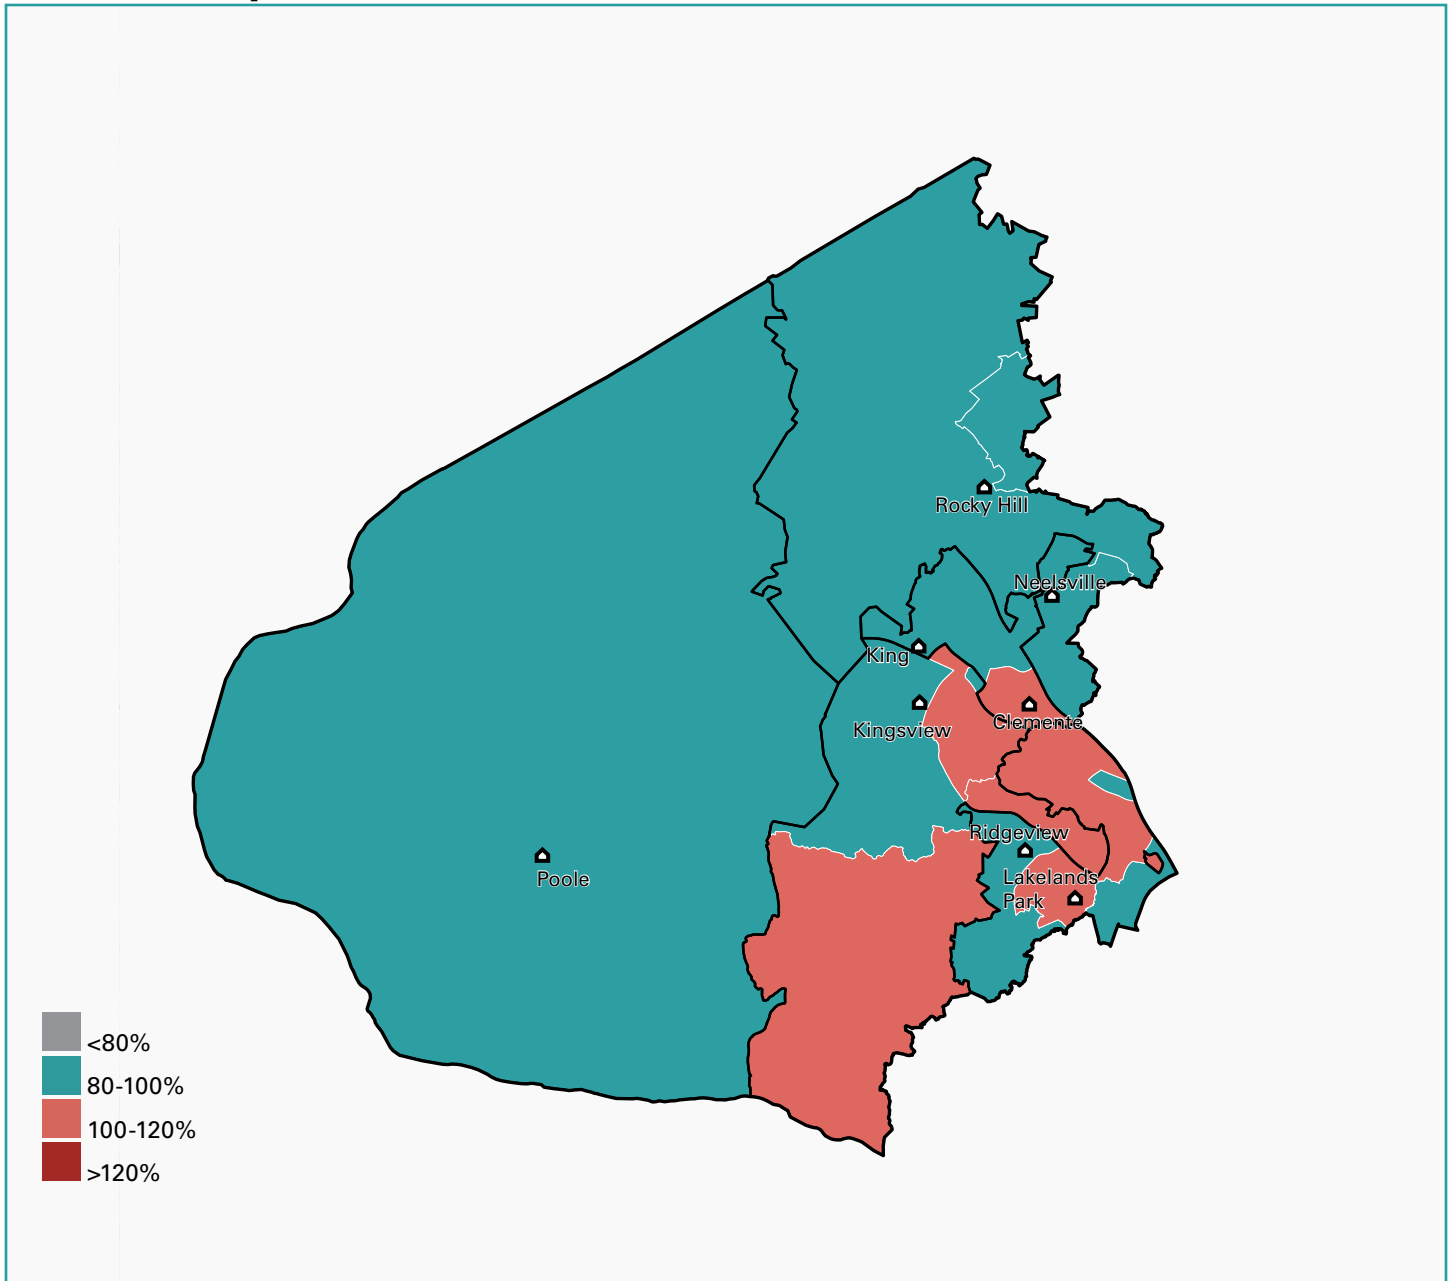 Rocky Hill
Neelsville
King
Kingsview
Clemente
Ridgeview
Poole
Lakelands
Park
<80%
80-100%
100-120%
>120%